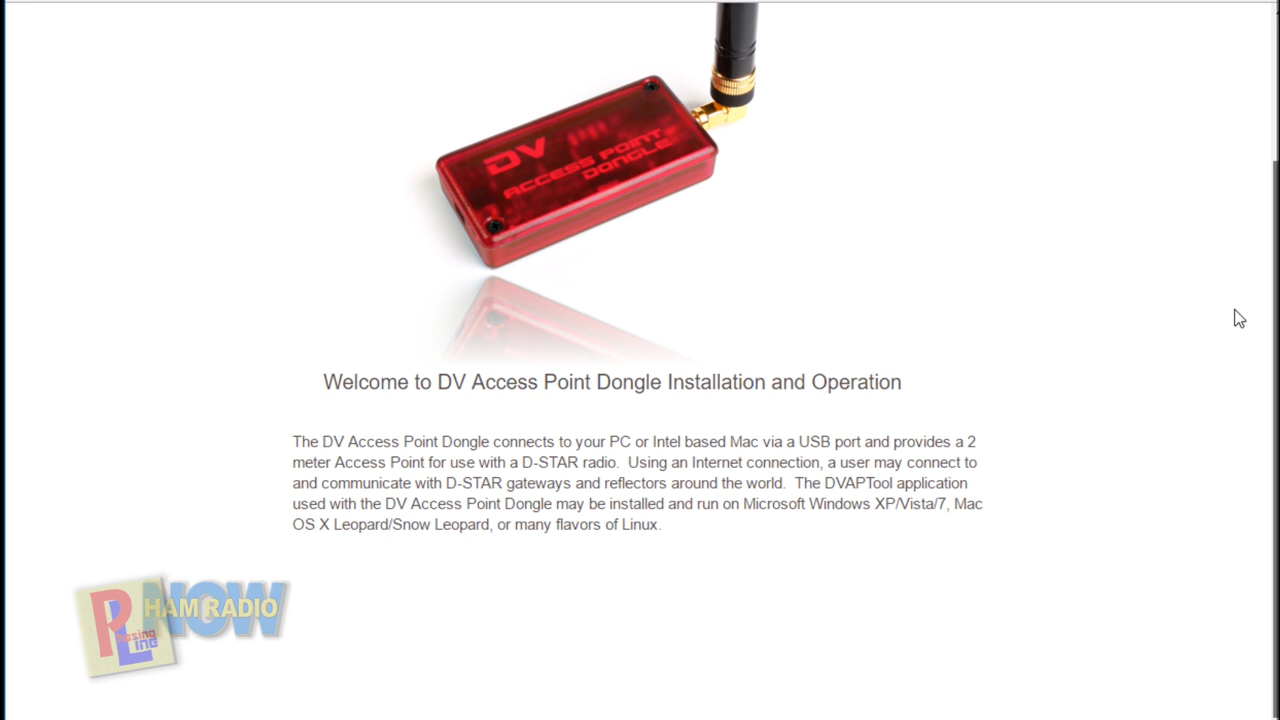 DV
ACCESS POINT
DONGLE
Welcome to DV Access Point Dongle Installation and Operation
The DV Access Point Dongle connects to your PC or Intel based Mac via a USB port and provides a 2
meter Access Point for use with a D-STAR radio.  Using an Internet connection, a user may connect to
and communicate with D-STAR gateways and reflectors around the world.  The DVAPTool application
used with the DV Access Point Dongle may be installed and run on Microsoft Windows XP/Vista/7, Mac
OS X Leopard/Snow Leopard, or many flavors of Linux.
HAM RADIO
NOW